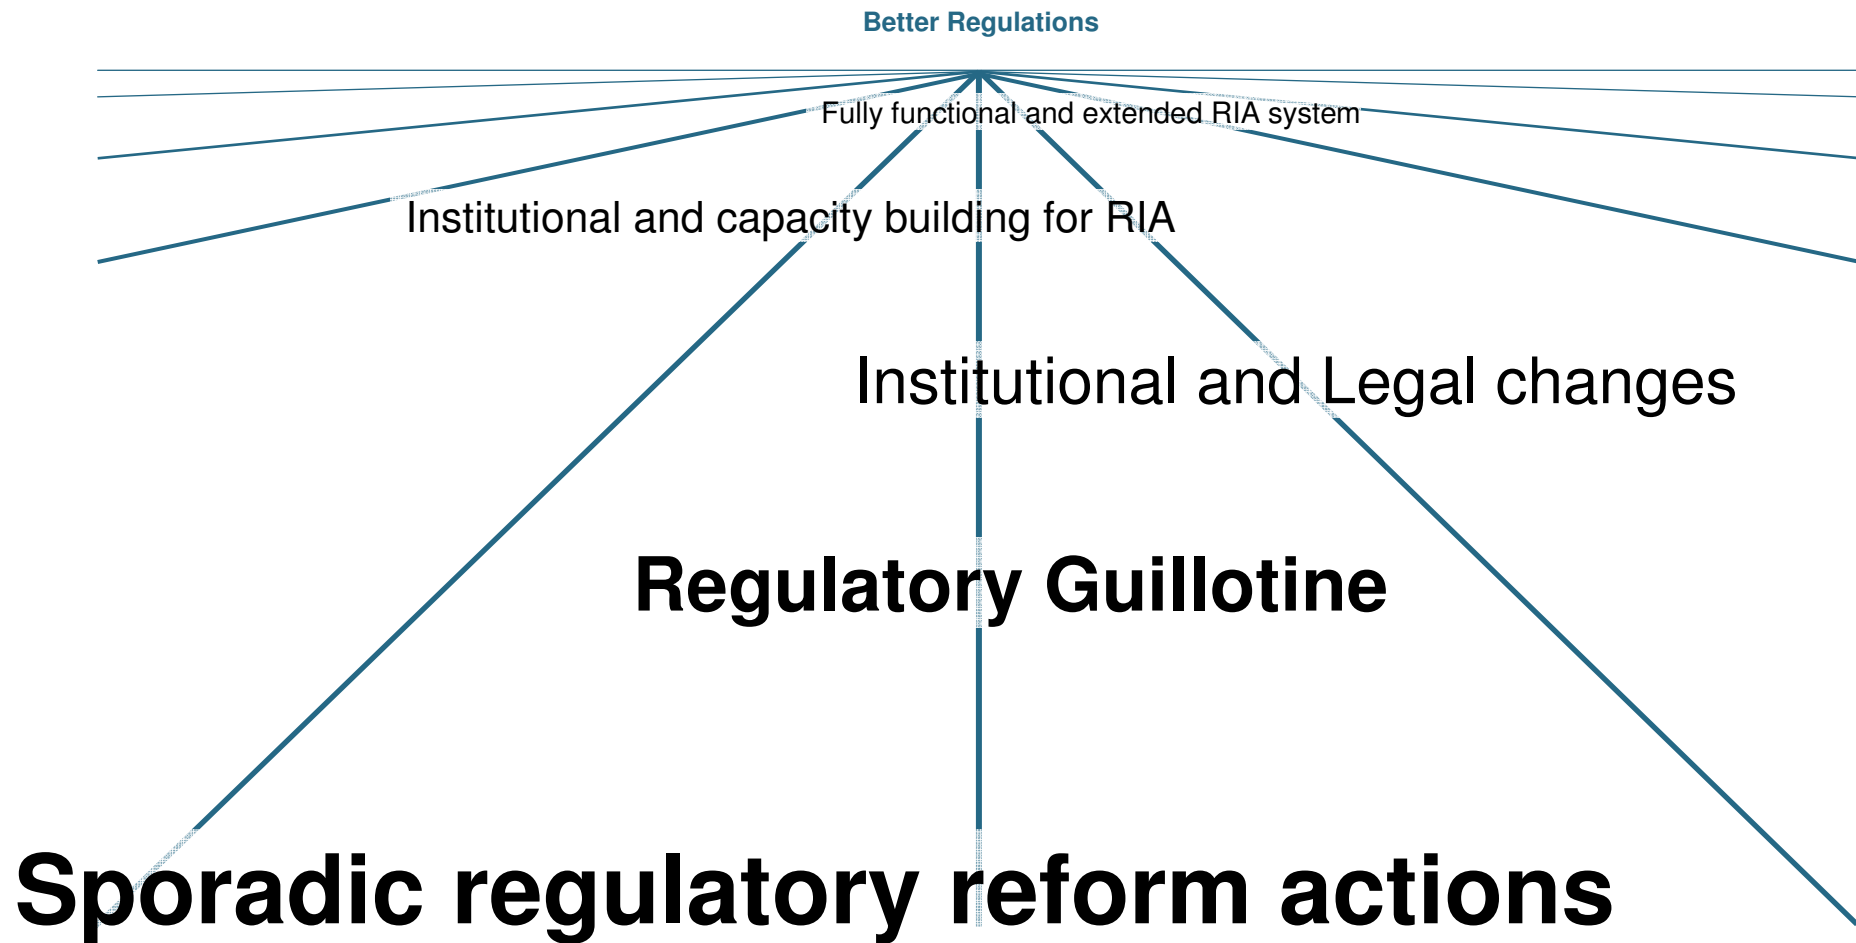 Better Regulations
Fully functional and extended RIA system
Institutional and capacity building for RIA
Institutional and Legal changes
Regulatory Guillotine
Sporadic regulatory reform actions